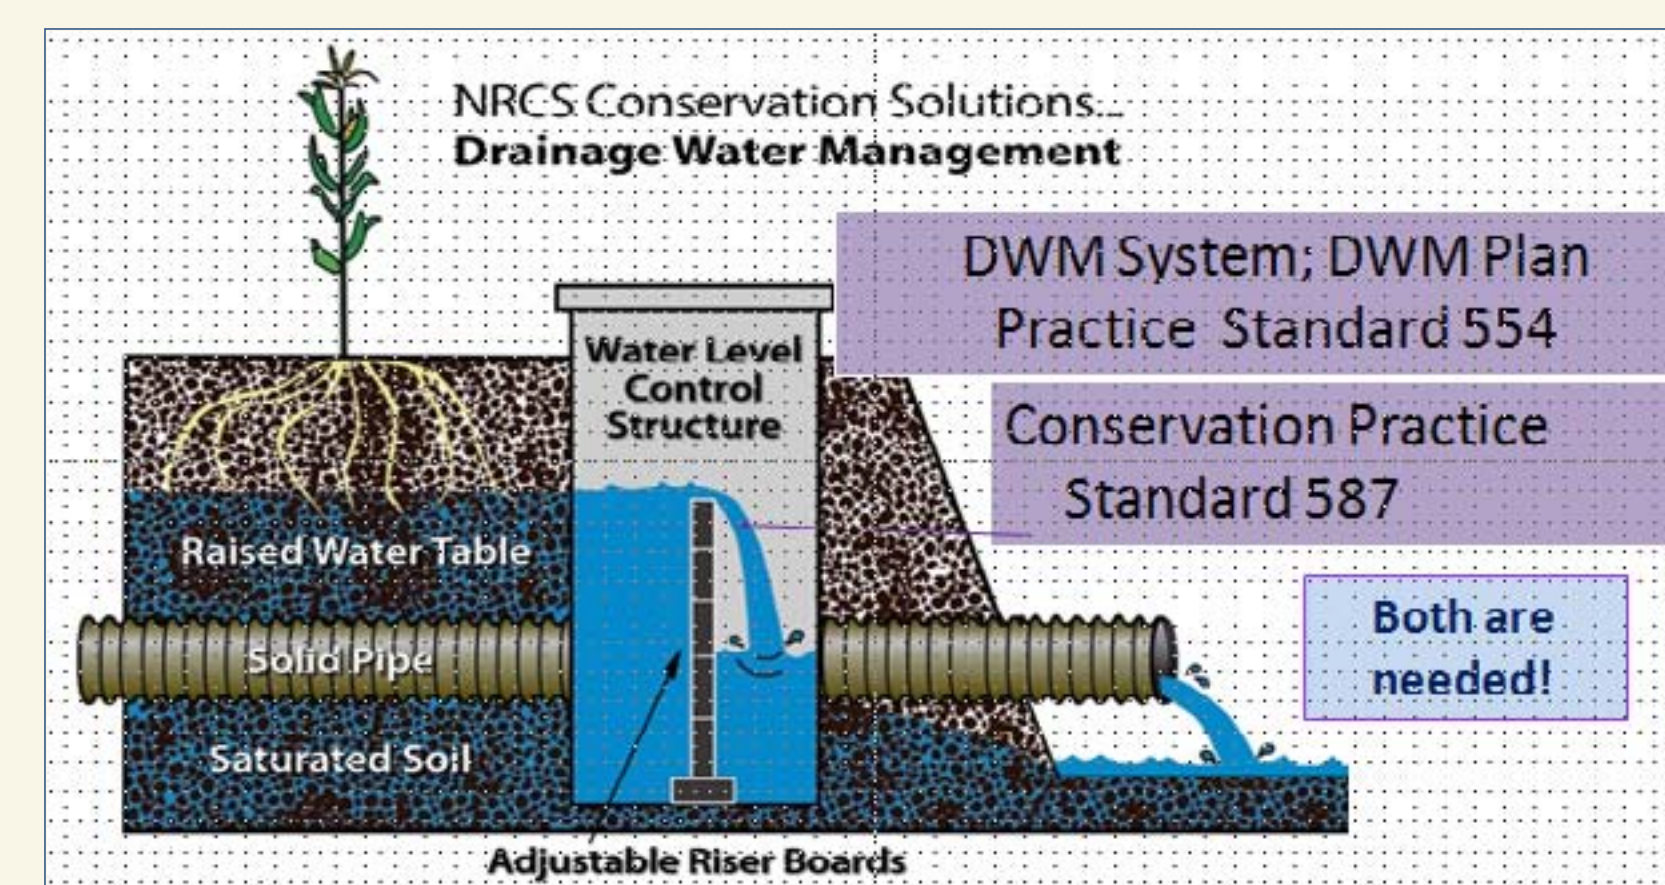 NRCS Conservation Solutions...
Drainage Water Management
DWM System; DWM Plan
Practice Standard 554
Water Level
Control
Structure
Conservation Practice
Standard 587
Raised Water Table
Both are
needed!
Solid Pipe
Saturated Soil
Adjustable Riser Boards